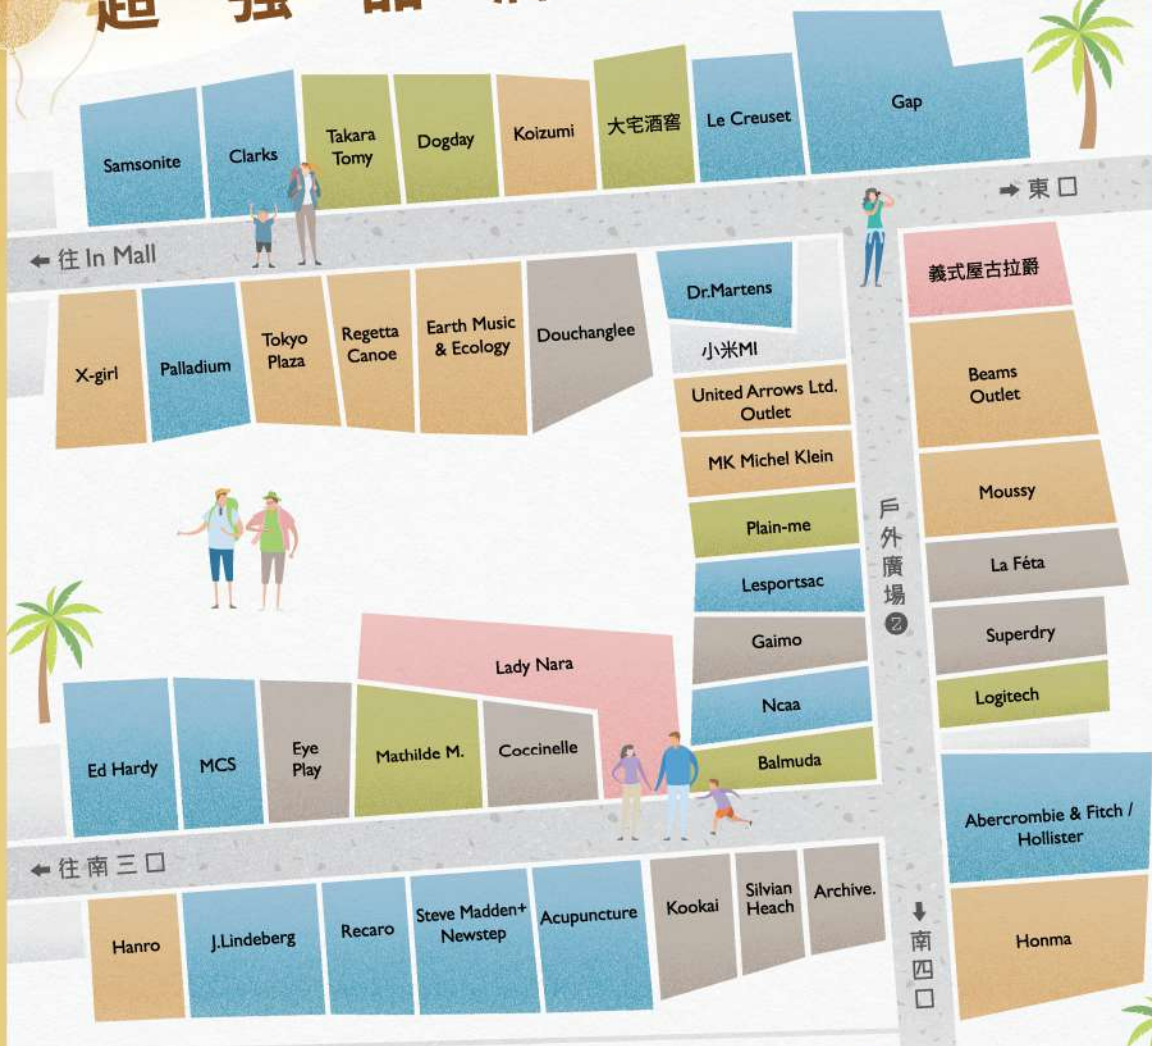 超強品
Samsonite
Clarks
Takara
Tomy
Dogday
Koizumi
大宅酒窖
Le Creuset
Gap
➔ 東口
← 往 In Mall
X-girl
Palladium
Tokyo
Plaza
Regetta
Canoe
Earth Music
& Ecology
Douchanglee
Dr.Martens
小米MI
United Arrows Ltd.
Outlet
MK Michel Klein
Plain-me
Lesportsac
Gaimo
Ncaa
Balmuda
戶外廣場❷
義式屋古拉爵
Beams
Outlet
Moussy
La Féta
Superdry
Logitech
Abercrombie & Fitch /
Hollister
Honma
Lady Nara
Ed Hardy
MCS
Eye
Play
Mathilde M.
Coccinelle
← 往南三口
Hanro
J.Lindeberg
Recaro
Steve Madden+
Newstep
Acupuncture
Kookai
Silvian
Heach
Archive.
↓南四口